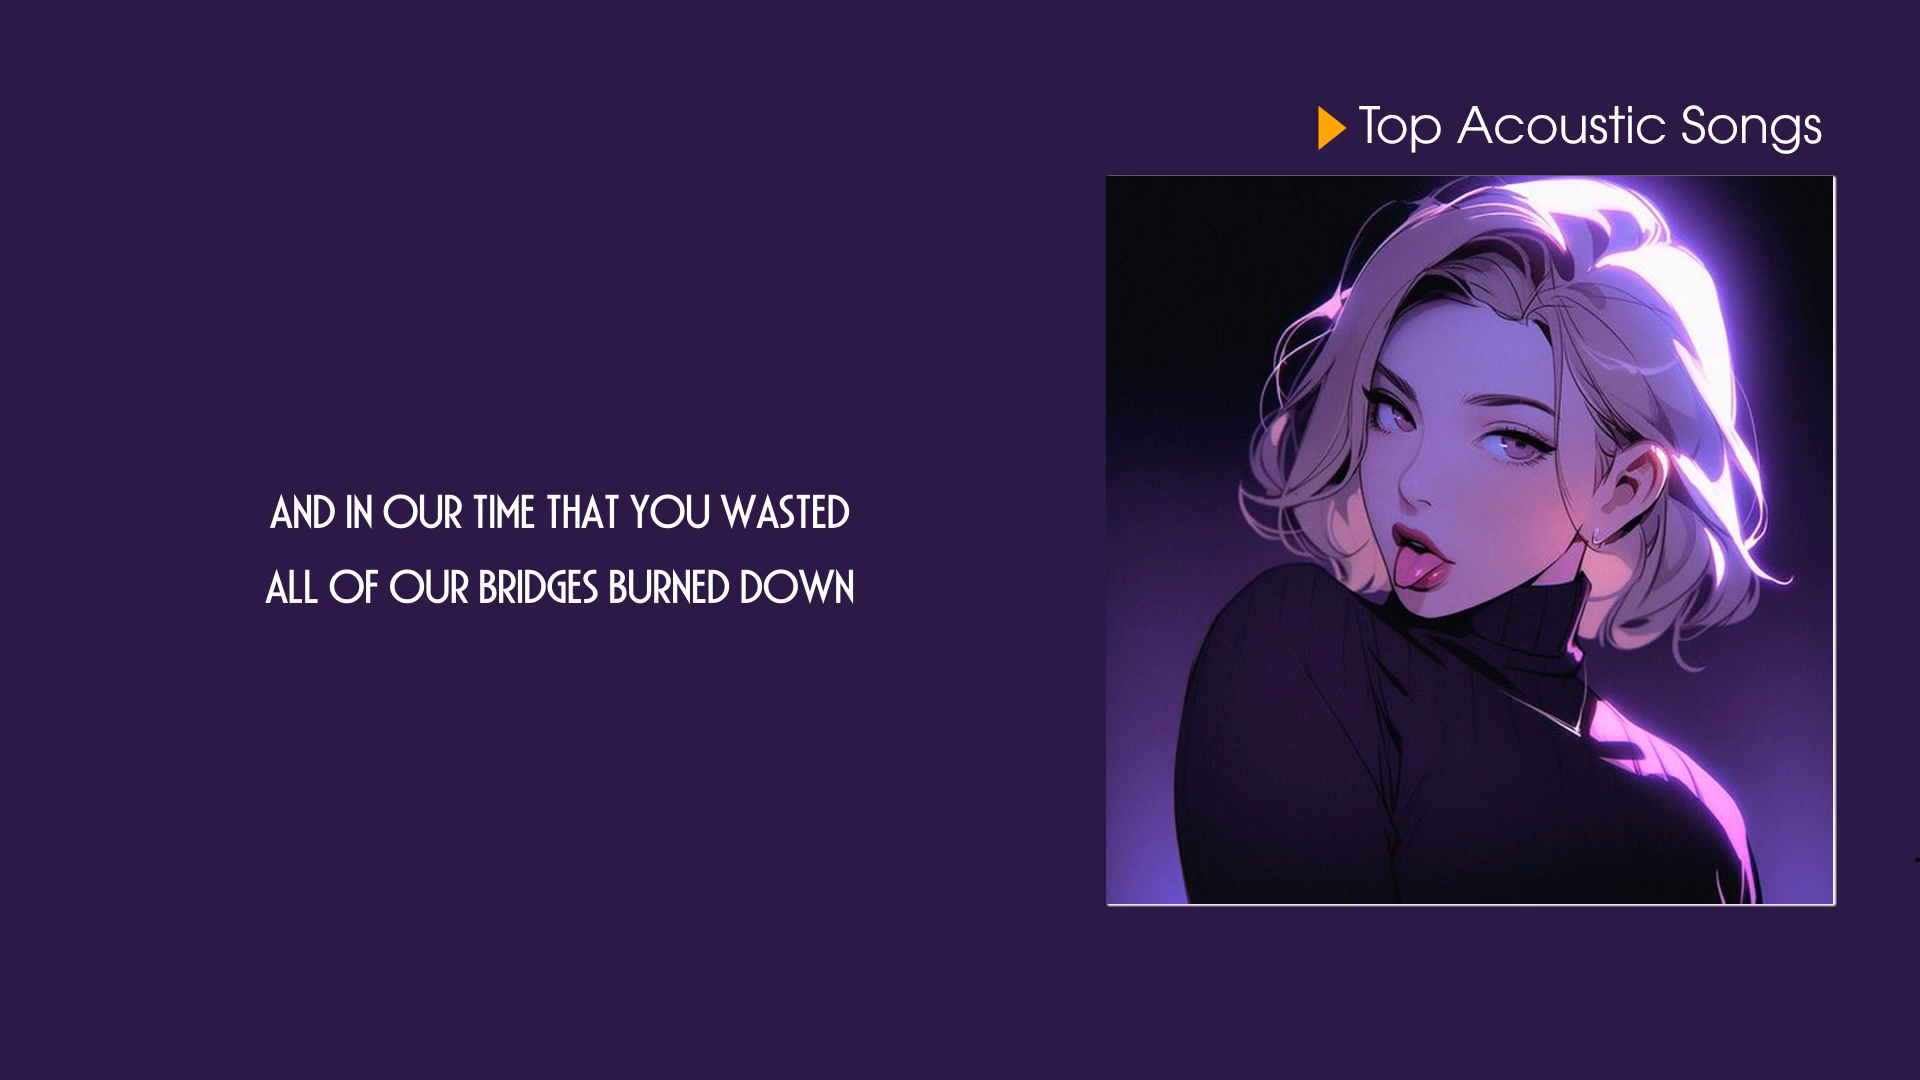 Top Acoustic Songs
AND IN OUR TIME THAT YOU WASTED
ALL OF OUR BRIDGES BURNED DOWN